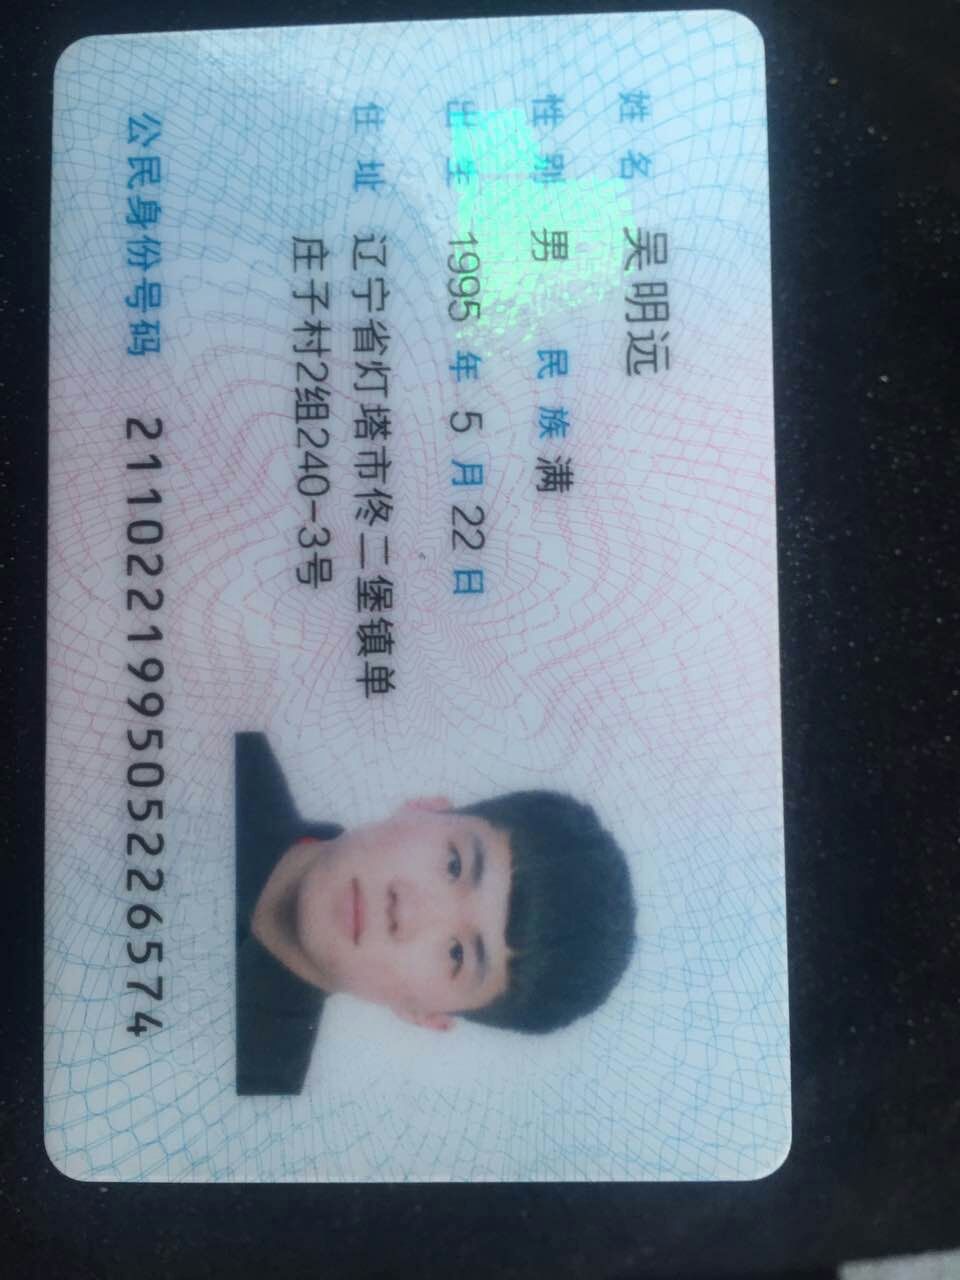 姓名 吴明远
性别 男 民族 满
出生 1995 年 5 月 22 日
住址 辽宁省灯塔市佟二堡镇单
庄子村2组240-3号
公民身份号码 211022199505226574